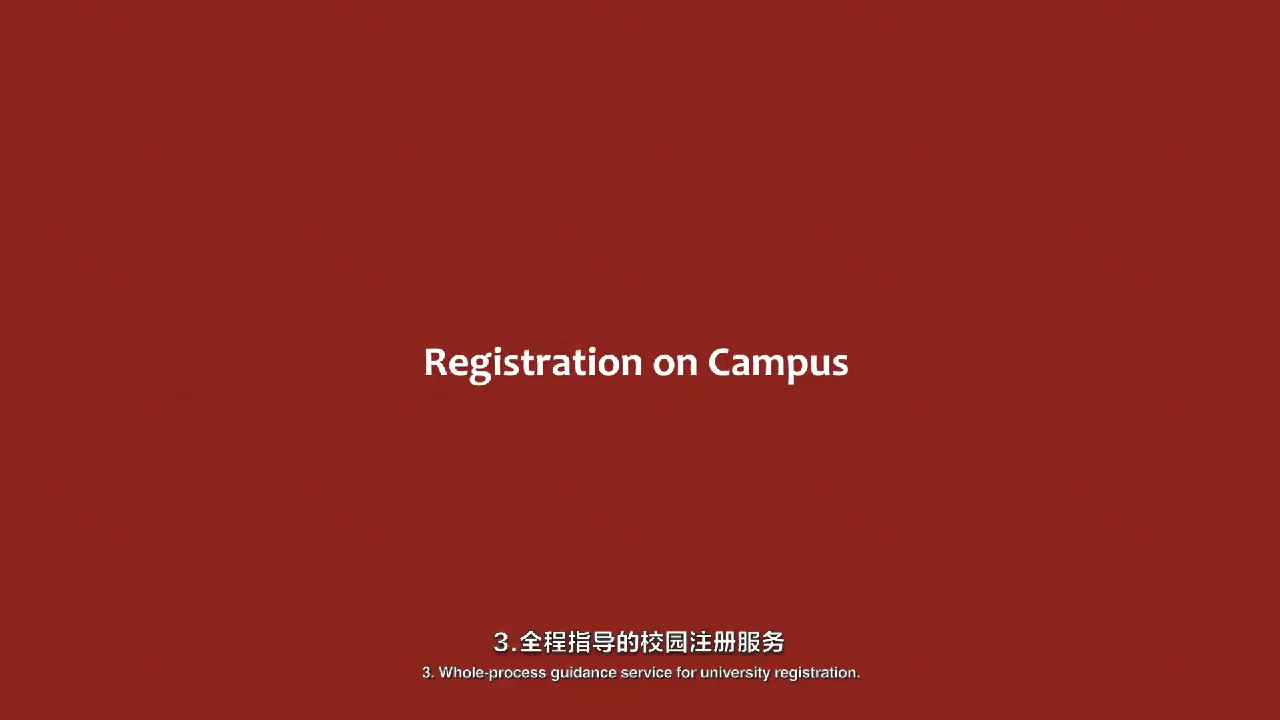 Registration on Campus
3.全程指导的校园注册服务
3. Whole-process guidance service for university registration.